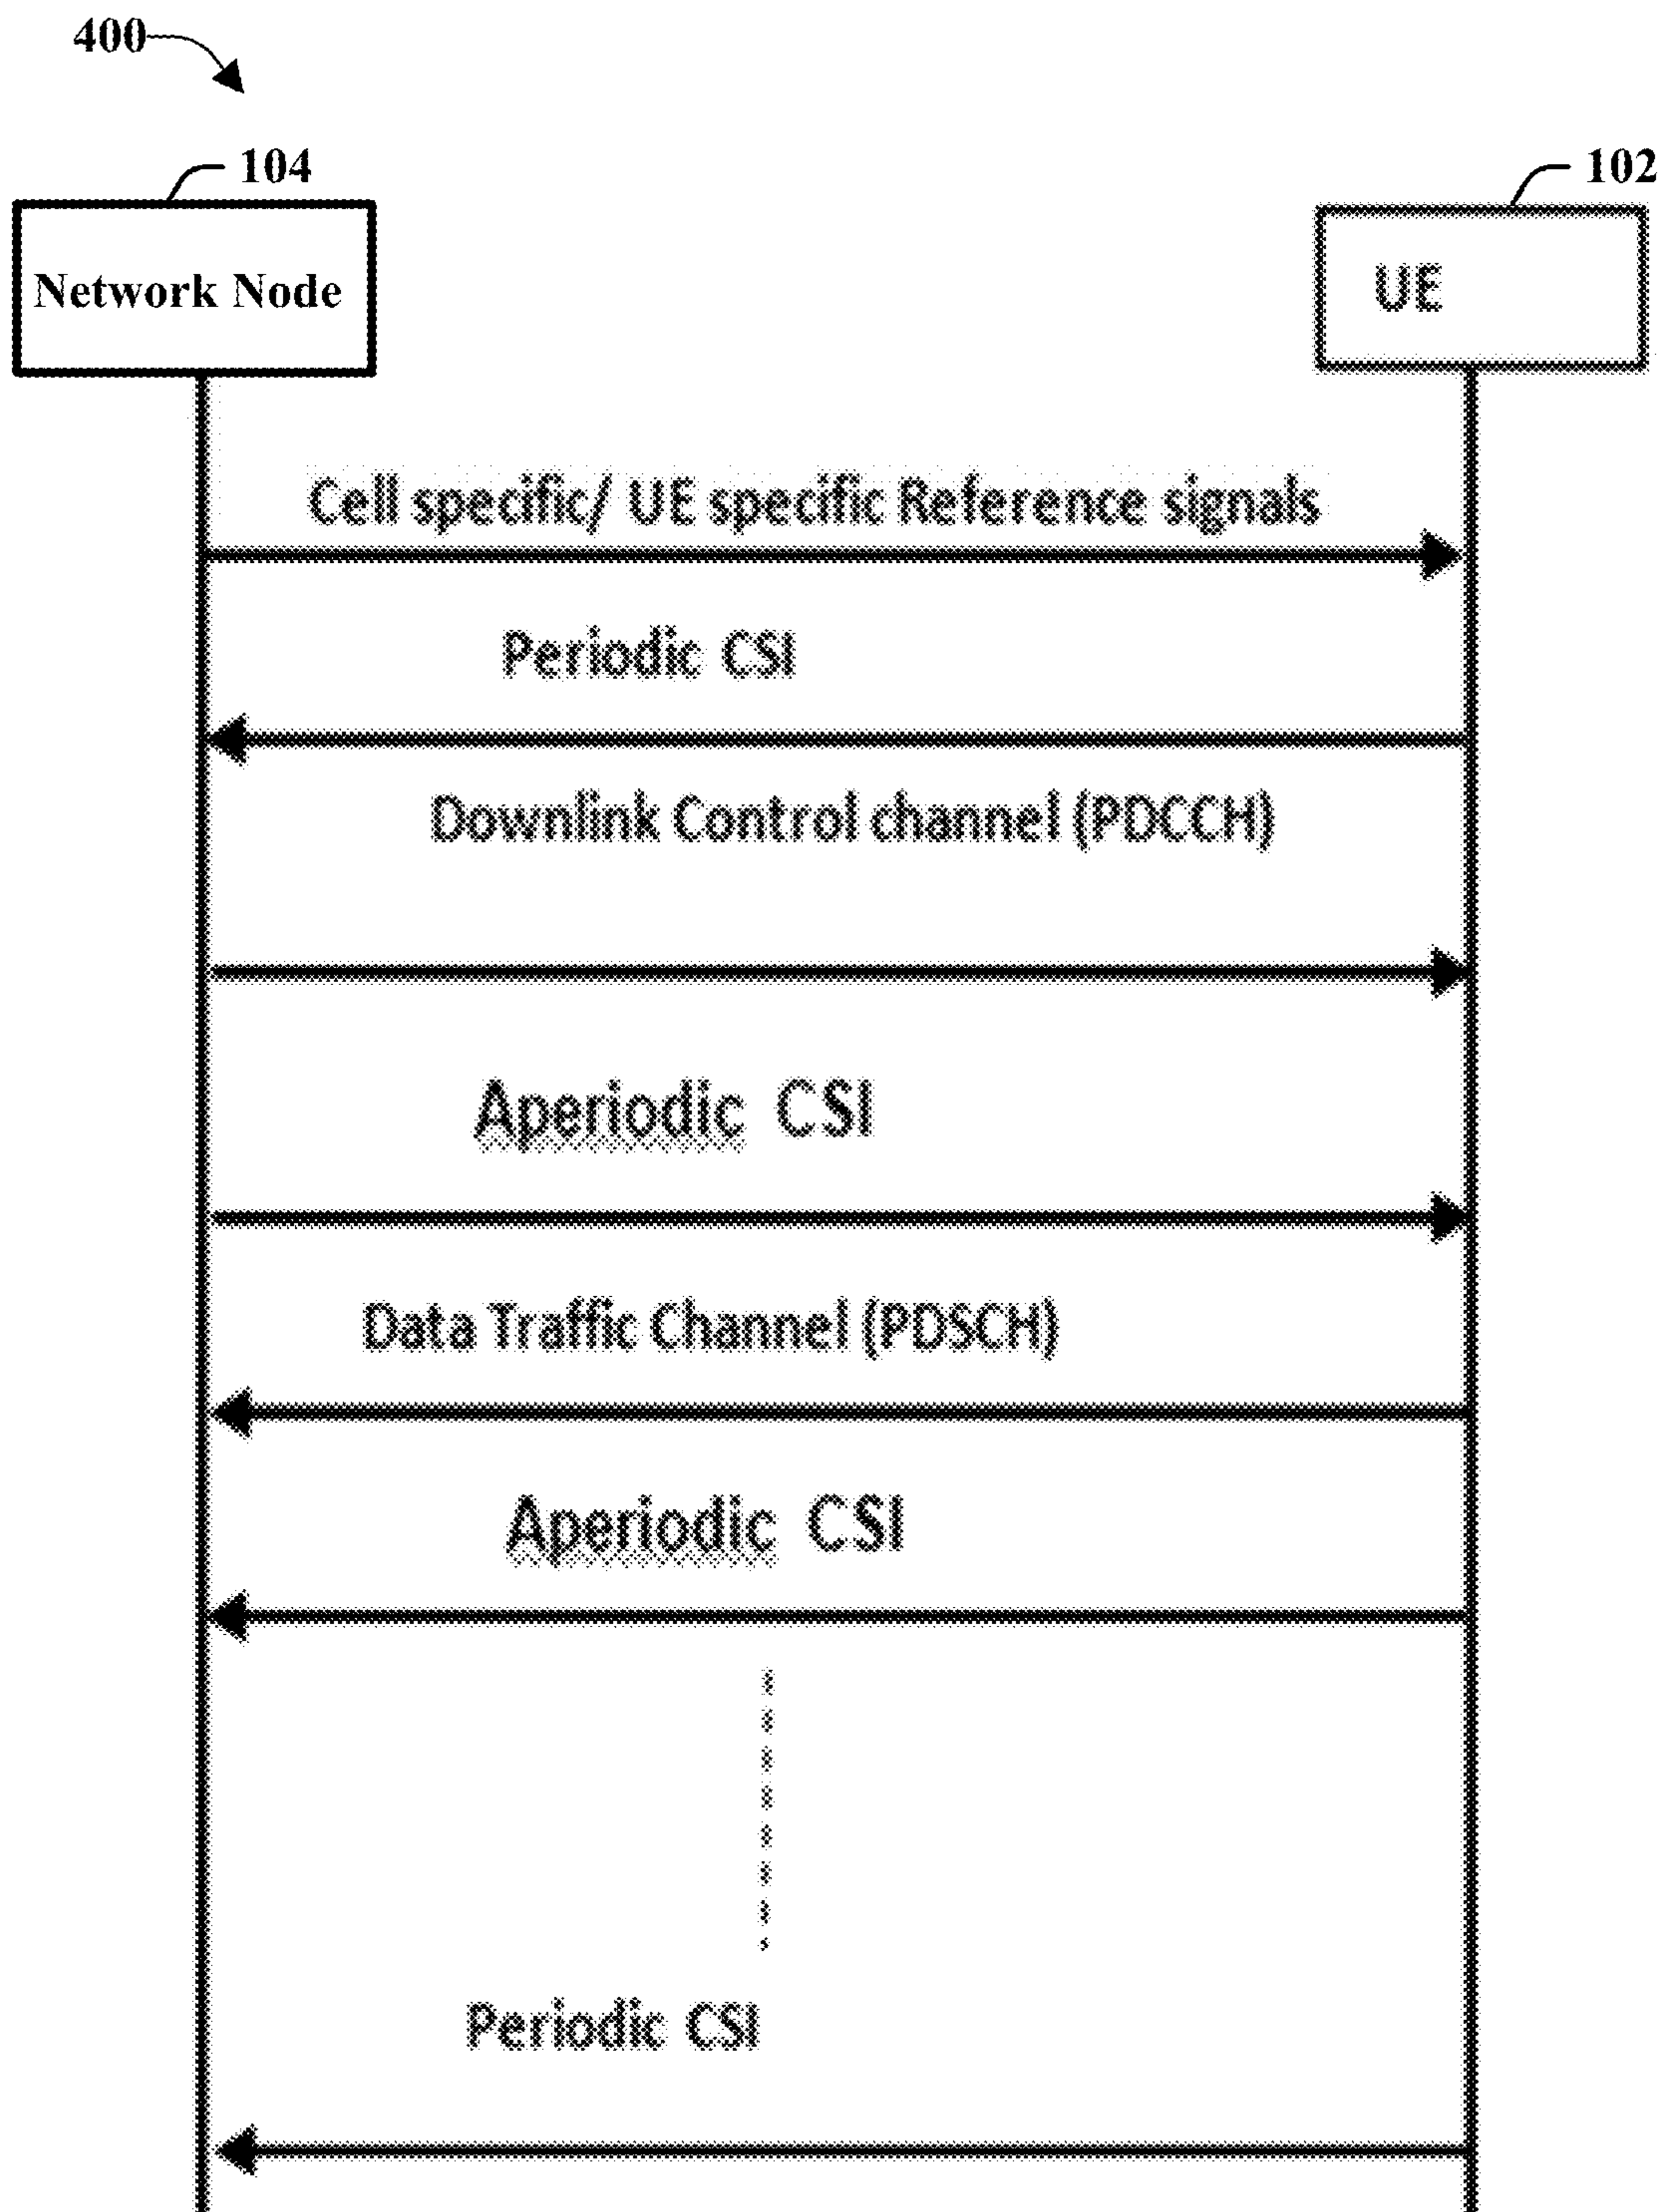 400
104
102
Network Node
UE
Cell specific/ UE specific Reference signals
Periodic CSI
Downlink Control channel (PDCCH)
Aperiodic CSI
Data Traffic Channel (PDSCH)
Aperiodic CSI
Periodic CSI